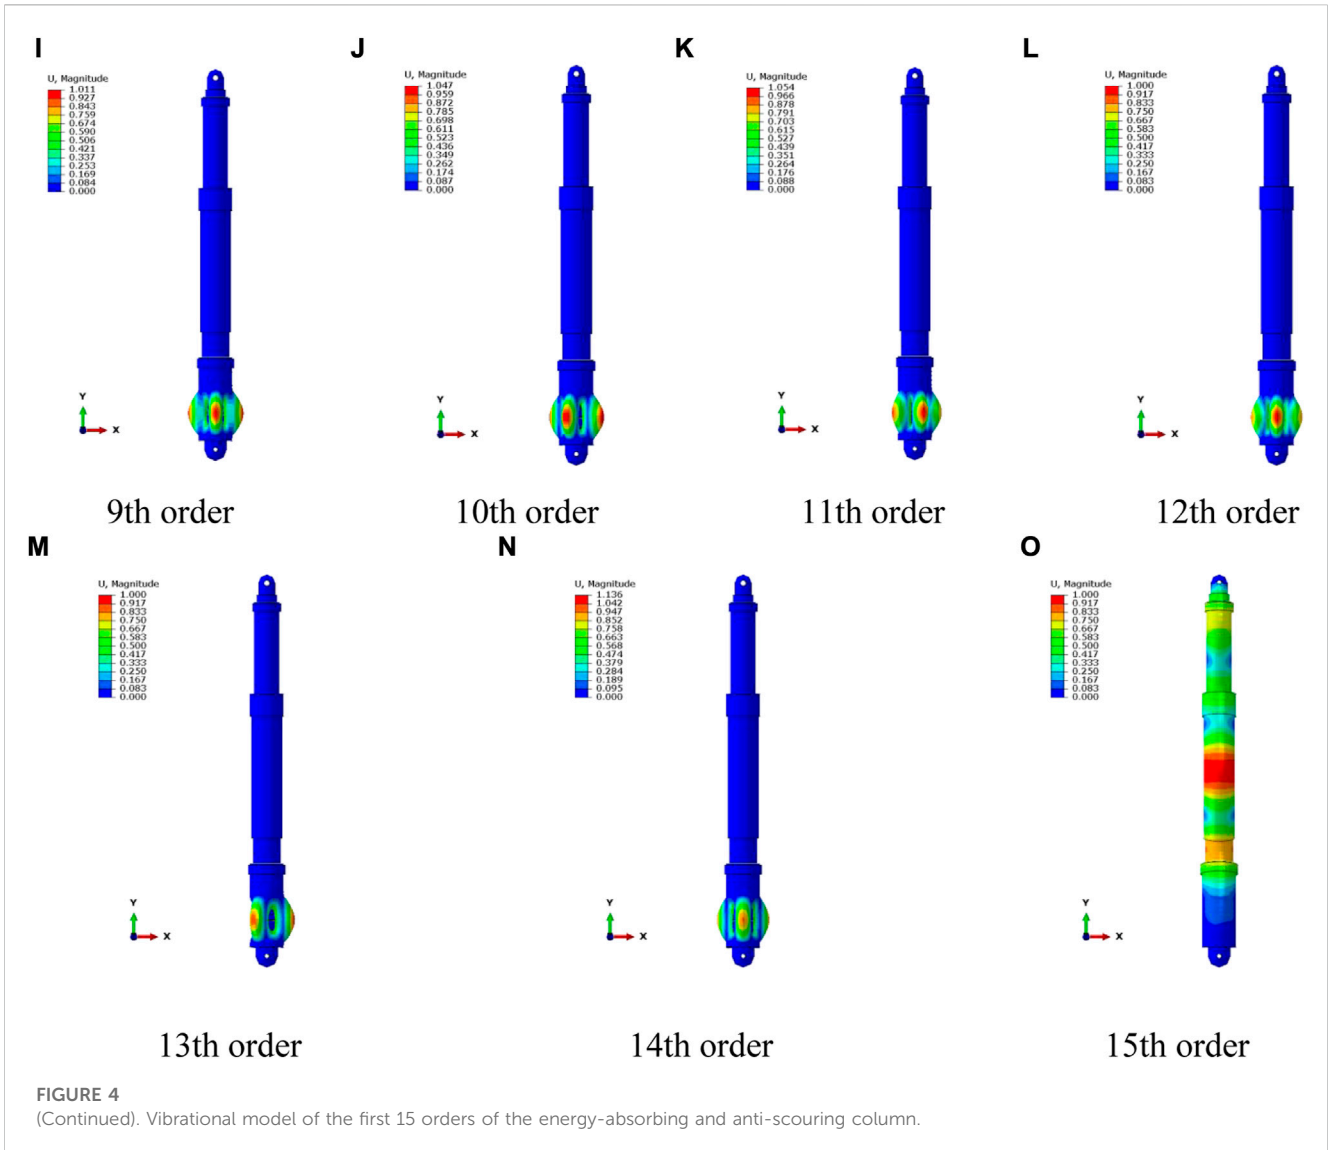 I
J
K
L
U, Magnitude
1.011
0.927
0.843
0.759
0.674
0.590
0.506
0.421
0.337
0.253
0.169
0.084
0.000
Y
X
U, Magnitude
1.047
0.959
0.872
0.785
0.698
0.611
0.523
0.436
0.349
0.262
0.174
0.087
0.000
Y
X
U, Magnitude
1.054
0.966
0.878
0.791
0.703
0.615
0.527
0.439
0.351
0.264
0.176
0.088
0.000
Y
X
U, Magnitude
1.000
0.917
0.833
0.750
0.667
0.583
0.500
0.417
0.333
0.250
0.167
0.083
0.000
Y
X
9th order
10th order
11th order
12th order
M
N
O
U, Magnitude
1.000
0.917
0.833
0.750
0.667
0.583
0.500
0.417
0.333
0.250
0.167
0.083
0.000
Y
X
U, Magnitude
1.136
1.042
0.947
0.852
0.758
0.663
0.568
0.474
0.379
0.284
0.189
0.095
0.000
Y
X
U, Magnitude
1.000
0.917
0.833
0.750
0.667
0.583
0.500
0.417
0.333
0.250
0.167
0.083
0.000
Y
X
13th order
14th order
15th order
FIGURE 4
(Continued). Vibrational model of the first 15 orders of the energy-absorbing and anti-scouring column.